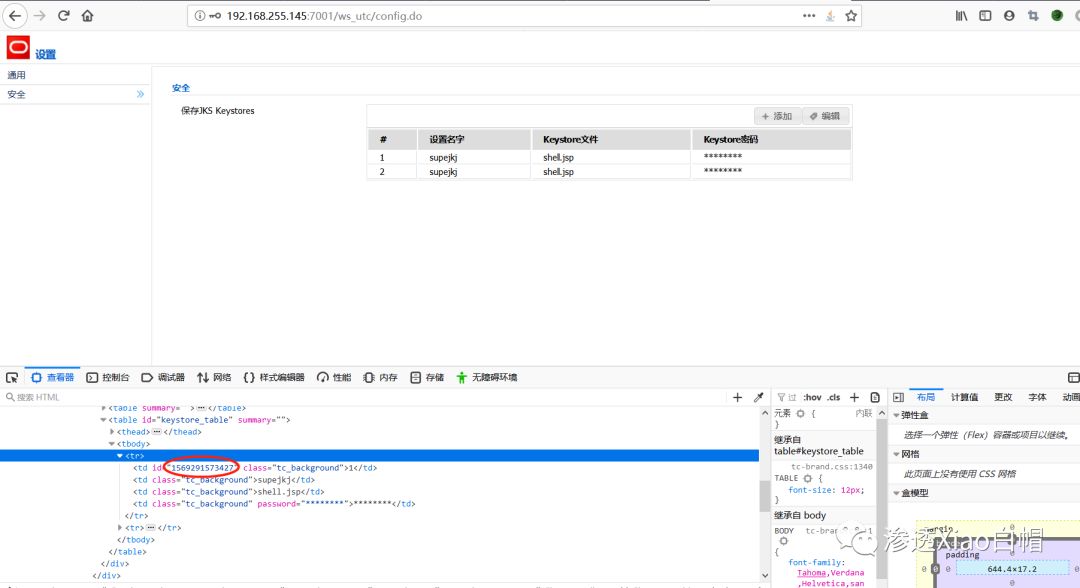 192.168.255.145:7001/ws_utc/config.do
设置
通用
安全
安全
保存JKS Keystores
添加 编辑
# 设置名字 Keystore文件 Keystore密码
1 supejkj shell.jsp ********
2 supejkj shell.jsp ********
查看器 控制台 调试器 网络 样式编辑器 性能 内存 存储 无障碍环境
搜索 HTML
<table summary=""> </table>
<table id="keystore_table" summary="">
<thead> </thead>
<tbody>
<tr>
<td id="1569291573427" class="tc_background">1</td>
<td class="tc_background">supejkj</td>
<td class="tc_background">shell.jsp</td>
<td class="tc_background" password="********">********</td>
</tr>
<tr> </tr>
</tbody>
</table>
</div>
</div>
过 :hov .cls
元素 { 内联
}
继承自
table#keystore_table
tc-brand.css:1340
TABLE {
font-size: 12px;
}
继承自 body
BODY
{
font-family:
Tahoma,Verdana
,Helvetica,san
布局 计算值 更改 字体 动画
弹性盒
选择一个弹性（Flex）容器或项目以继续。
网格
此页面上没有使用 CSS 网格
盒模型
margin 0
padding 0
0 0 0 644.4×17.2 0
0
渗透Xiao白帽